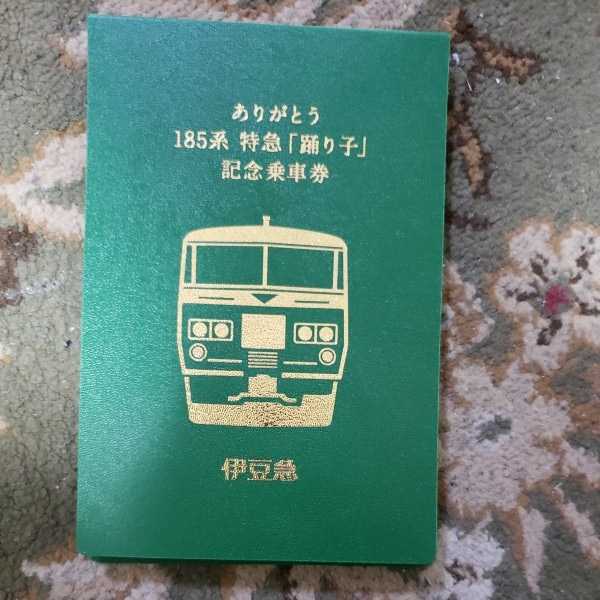 ありがとう
185系 特急「踊り子」
記念乗車券
伊豆急